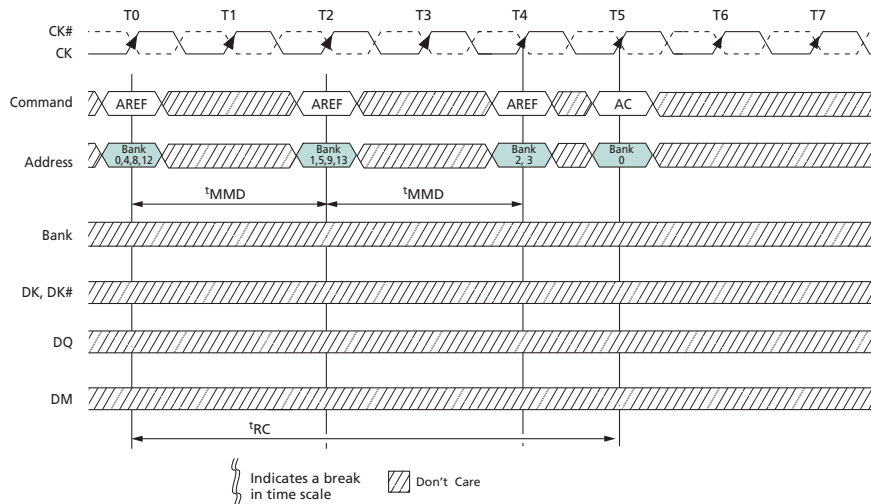 T0 T1 T2 T3 T4 T5 T6 T7
CK#
CK
Command AREF AREF AREF AC
Address Bank 0,4,8,12 Bank 1,5,9,13 Bank 2, 3 Bank 0
tMMD tMMD
Bank
DK, DK#
DQ
DM
tRC
Indicates a break
in time scale
Don't Care